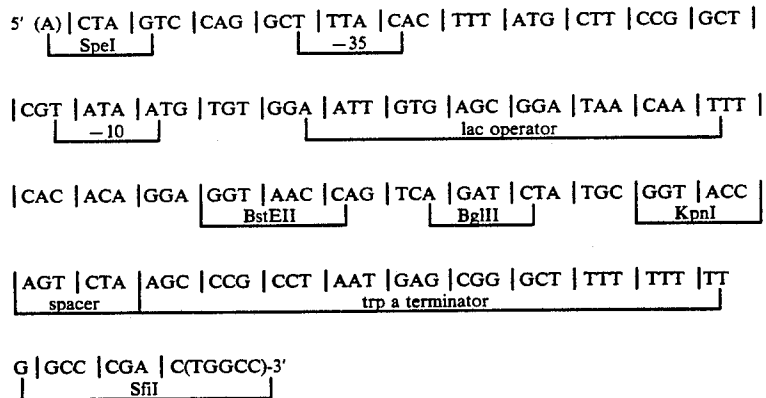 5' (A) | CTA | GTC | CAG | GCT | TTA | CAC | TTT | ATG | CTT | CCG | GCT |
SpeI −35
| CGT | ATA | ATG | TGT | GGA | ATT | GTG | AGC | GGA | TAA | CAA | TTT |
−10 lac operator
| CAC | ACA | GGA | GGT | AAC | CAG | TCA | GAT | CTA | TGC | GGT | ACC
BstEII BglII KpnI
AGT | CTA | AGC | CCG | CCT | AAT | GAG | CGG | GCT | TTT | TTT | TT
spacer trp a terminator
G | GCC | CGA | C(TGGCC)-3'
SfiI